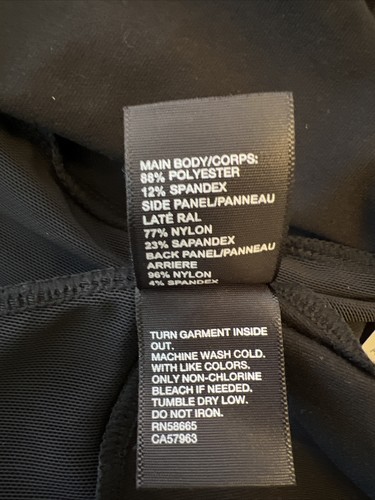 MAIN BODY/CORPS:
88% POLYESTER
12% SPANDEX
SIDE PANEL/PANNEAU
LATÉ RAL
77% NYLON
23% SAPANDEX
BACK PANEL/PANNEAU
ARRIERE
96% NYLON
4% SPANDEX
TURN GARMENT INSIDE
OUT.
MACHINE WASH COLD.
WITH LIKE COLORS.
ONLY NON-CHLORINE
BLEACH IF NEEDED.
TUMBLE DRY LOW.
DO NOT IRON.
RN58665
CA57963